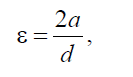 ε = 2a/d,